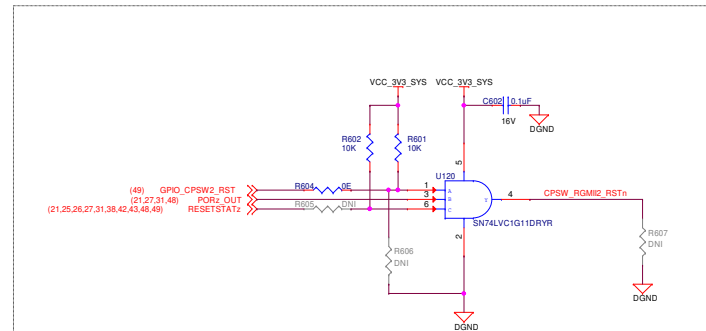 VCC_3V3_SYS VCC_3V3_SYS
C602 0.1uF
16V
DGND
R602 R601
10K 10K
U120
5
(49) GPIO_CPSW2_RST R604 0E 1 A
(21,27,31,48) PORz_OUT 3 B Y 4 CPSW_RGMII2_RSTn
(21,25,26,27,31,38,42,43,48,49) RESETSTATz R605 DNI 6 C
SN74LVC1G11DRYR
2
R607
DNI
R606
DNI
DGND
DGND